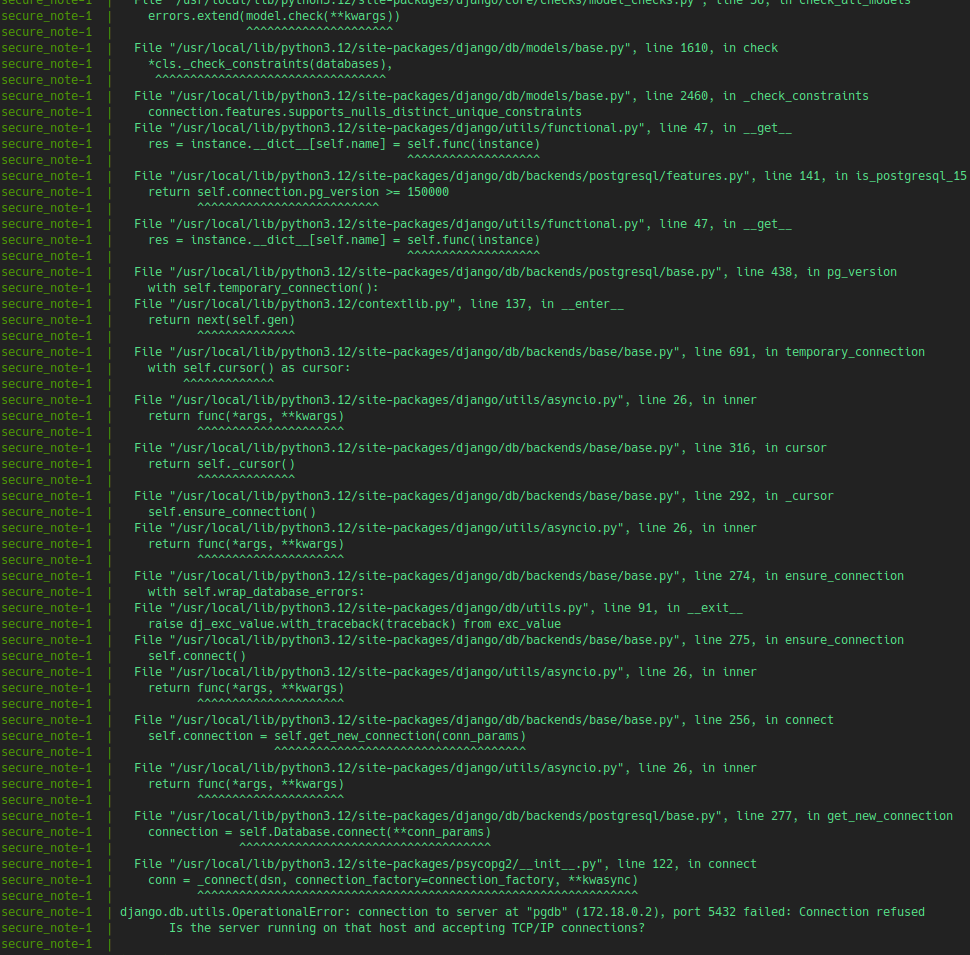 secure_note-1  |   File "/usr/local/lib/python3.12/site-packages/django/core/checks/model_checks.py", line 36, in check_all_models
secure_note-1  |     errors.extend(model.check(**kwargs))
secure_note-1  |                   ^^^^^^^^^^^^^^^^^^^^^
secure_note-1  |   File "/usr/local/lib/python3.12/site-packages/django/db/models/base.py", line 1610, in check
secure_note-1  |     *cls._check_constraints(databases),
secure_note-1  |      ^^^^^^^^^^^^^^^^^^^^^^^^^^^^^^^^^
secure_note-1  |   File "/usr/local/lib/python3.12/site-packages/django/db/models/base.py", line 2460, in _check_constraints
secure_note-1  |     connection.features.supports_nulls_distinct_unique_constraints
secure_note-1  |   File "/usr/local/lib/python3.12/site-packages/django/utils/functional.py", line 47, in __get__
secure_note-1  |     res = instance.__dict__[self.name] = self.func(instance)
secure_note-1  |                                          ^^^^^^^^^^^^^^^^^^^
secure_note-1  |   File "/usr/local/lib/python3.12/site-packages/django/db/backends/postgresql/features.py", line 141, in is_postgresql_15
secure_note-1  |     return self.connection.pg_version >= 150000
secure_note-1  |            ^^^^^^^^^^^^^^^^^^^^^^^^^^
secure_note-1  |   File "/usr/local/lib/python3.12/site-packages/django/utils/functional.py", line 47, in __get__
secure_note-1  |     res = instance.__dict__[self.name] = self.func(instance)
secure_note-1  |                                          ^^^^^^^^^^^^^^^^^^^
secure_note-1  |   File "/usr/local/lib/python3.12/site-packages/django/db/backends/postgresql/base.py", line 438, in pg_version
secure_note-1  |     with self.temporary_connection():
secure_note-1  |   File "/usr/local/lib/python3.12/contextlib.py", line 137, in __enter__
secure_note-1  |     return next(self.gen)
secure_note-1  |            ^^^^^^^^^^^^^^
secure_note-1  |   File "/usr/local/lib/python3.12/site-packages/django/db/backends/base/base.py", line 691, in temporary_connection
secure_note-1  |     with self.cursor() as cursor:
secure_note-1  |          ^^^^^^^^^^^^^
secure_note-1  |   File "/usr/local/lib/python3.12/site-packages/django/utils/asyncio.py", line 26, in inner
secure_note-1  |     return func(*args, **kwargs)
secure_note-1  |            ^^^^^^^^^^^^^^^^^^^^^
secure_note-1  |   File "/usr/local/lib/python3.12/site-packages/django/db/backends/base/base.py", line 316, in cursor
secure_note-1  |     return self._cursor()
secure_note-1  |            ^^^^^^^^^^^^^^
secure_note-1  |   File "/usr/local/lib/python3.12/site-packages/django/db/backends/base/base.py", line 292, in _cursor
secure_note-1  |     self.ensure_connection()
secure_note-1  |   File "/usr/local/lib/python3.12/site-packages/django/utils/asyncio.py", line 26, in inner
secure_note-1  |     return func(*args, **kwargs)
secure_note-1  |            ^^^^^^^^^^^^^^^^^^^^^
secure_note-1  |   File "/usr/local/lib/python3.12/site-packages/django/db/backends/base/base.py", line 274, in ensure_connection
secure_note-1  |     with self.wrap_database_errors:
secure_note-1  |   File "/usr/local/lib/python3.12/site-packages/django/db/utils.py", line 91, in __exit__
secure_note-1  |     raise dj_exc_value.with_traceback(traceback) from exc_value
secure_note-1  |   File "/usr/local/lib/python3.12/site-packages/django/db/backends/base/base.py", line 275, in ensure_connection
secure_note-1  |     self.connect()
secure_note-1  |   File "/usr/local/lib/python3.12/site-packages/django/utils/asyncio.py", line 26, in inner
secure_note-1  |     return func(*args, **kwargs)
secure_note-1  |            ^^^^^^^^^^^^^^^^^^^^^
secure_note-1  |   File "/usr/local/lib/python3.12/site-packages/django/db/backends/base/base.py", line 256, in connect
secure_note-1  |     self.connection = self.get_new_connection(conn_params)
secure_note-1  |                       ^^^^^^^^^^^^^^^^^^^^^^^^^^^^^^^^^^^^
secure_note-1  |   File "/usr/local/lib/python3.12/site-packages/django/utils/asyncio.py", line 26, in inner
secure_note-1  |     return func(*args, **kwargs)
secure_note-1  |            ^^^^^^^^^^^^^^^^^^^^^
secure_note-1  |   File "/usr/local/lib/python3.12/site-packages/django/db/backends/postgresql/base.py", line 277, in get_new_connection
secure_note-1  |     connection = self.Database.connect(**conn_params)
secure_note-1  |                  ^^^^^^^^^^^^^^^^^^^^^^^^^^^^^^^^^^^^
secure_note-1  |   File "/usr/local/lib/python3.12/site-packages/psycopg2/__init__.py", line 122, in connect
secure_note-1  |     conn = _connect(dsn, connection_factory=connection_factory, **kwasync)
secure_note-1  |            ^^^^^^^^^^^^^^^^^^^^^^^^^^^^^^^^^^^^^^^^^^^^^^^^^^^^^^^^^^^^^^^
secure_note-1  | django.db.utils.OperationalError: connection to server at "pgdb" (172.18.0.2), port 5432 failed: Connection refused
secure_note-1  |        Is the server running on that host and accepting TCP/IP connections?
secure_note-1  |